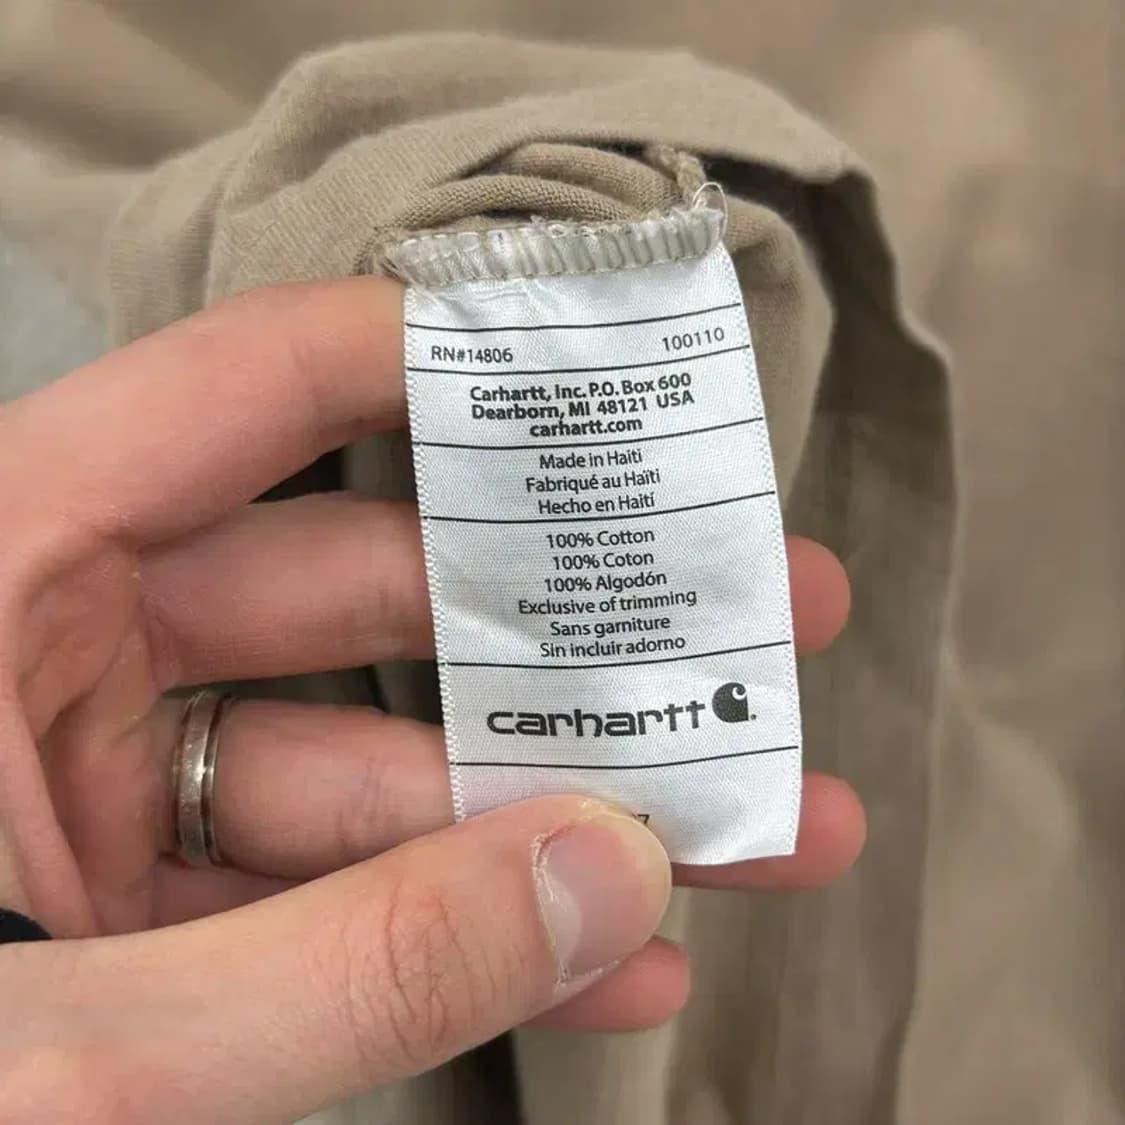 RN#14806 100110
Carhartt, Inc. P.O. Box 600
Dearborn, MI 48121 USA
carhartt.com
Made in Haiti
Fabriqué au Haïti
Hecho en Haití
100% Cotton
100% Coton
100% Algodón
Exclusive of trimming
Sans garniture
Sin incluir adorno
carhartt